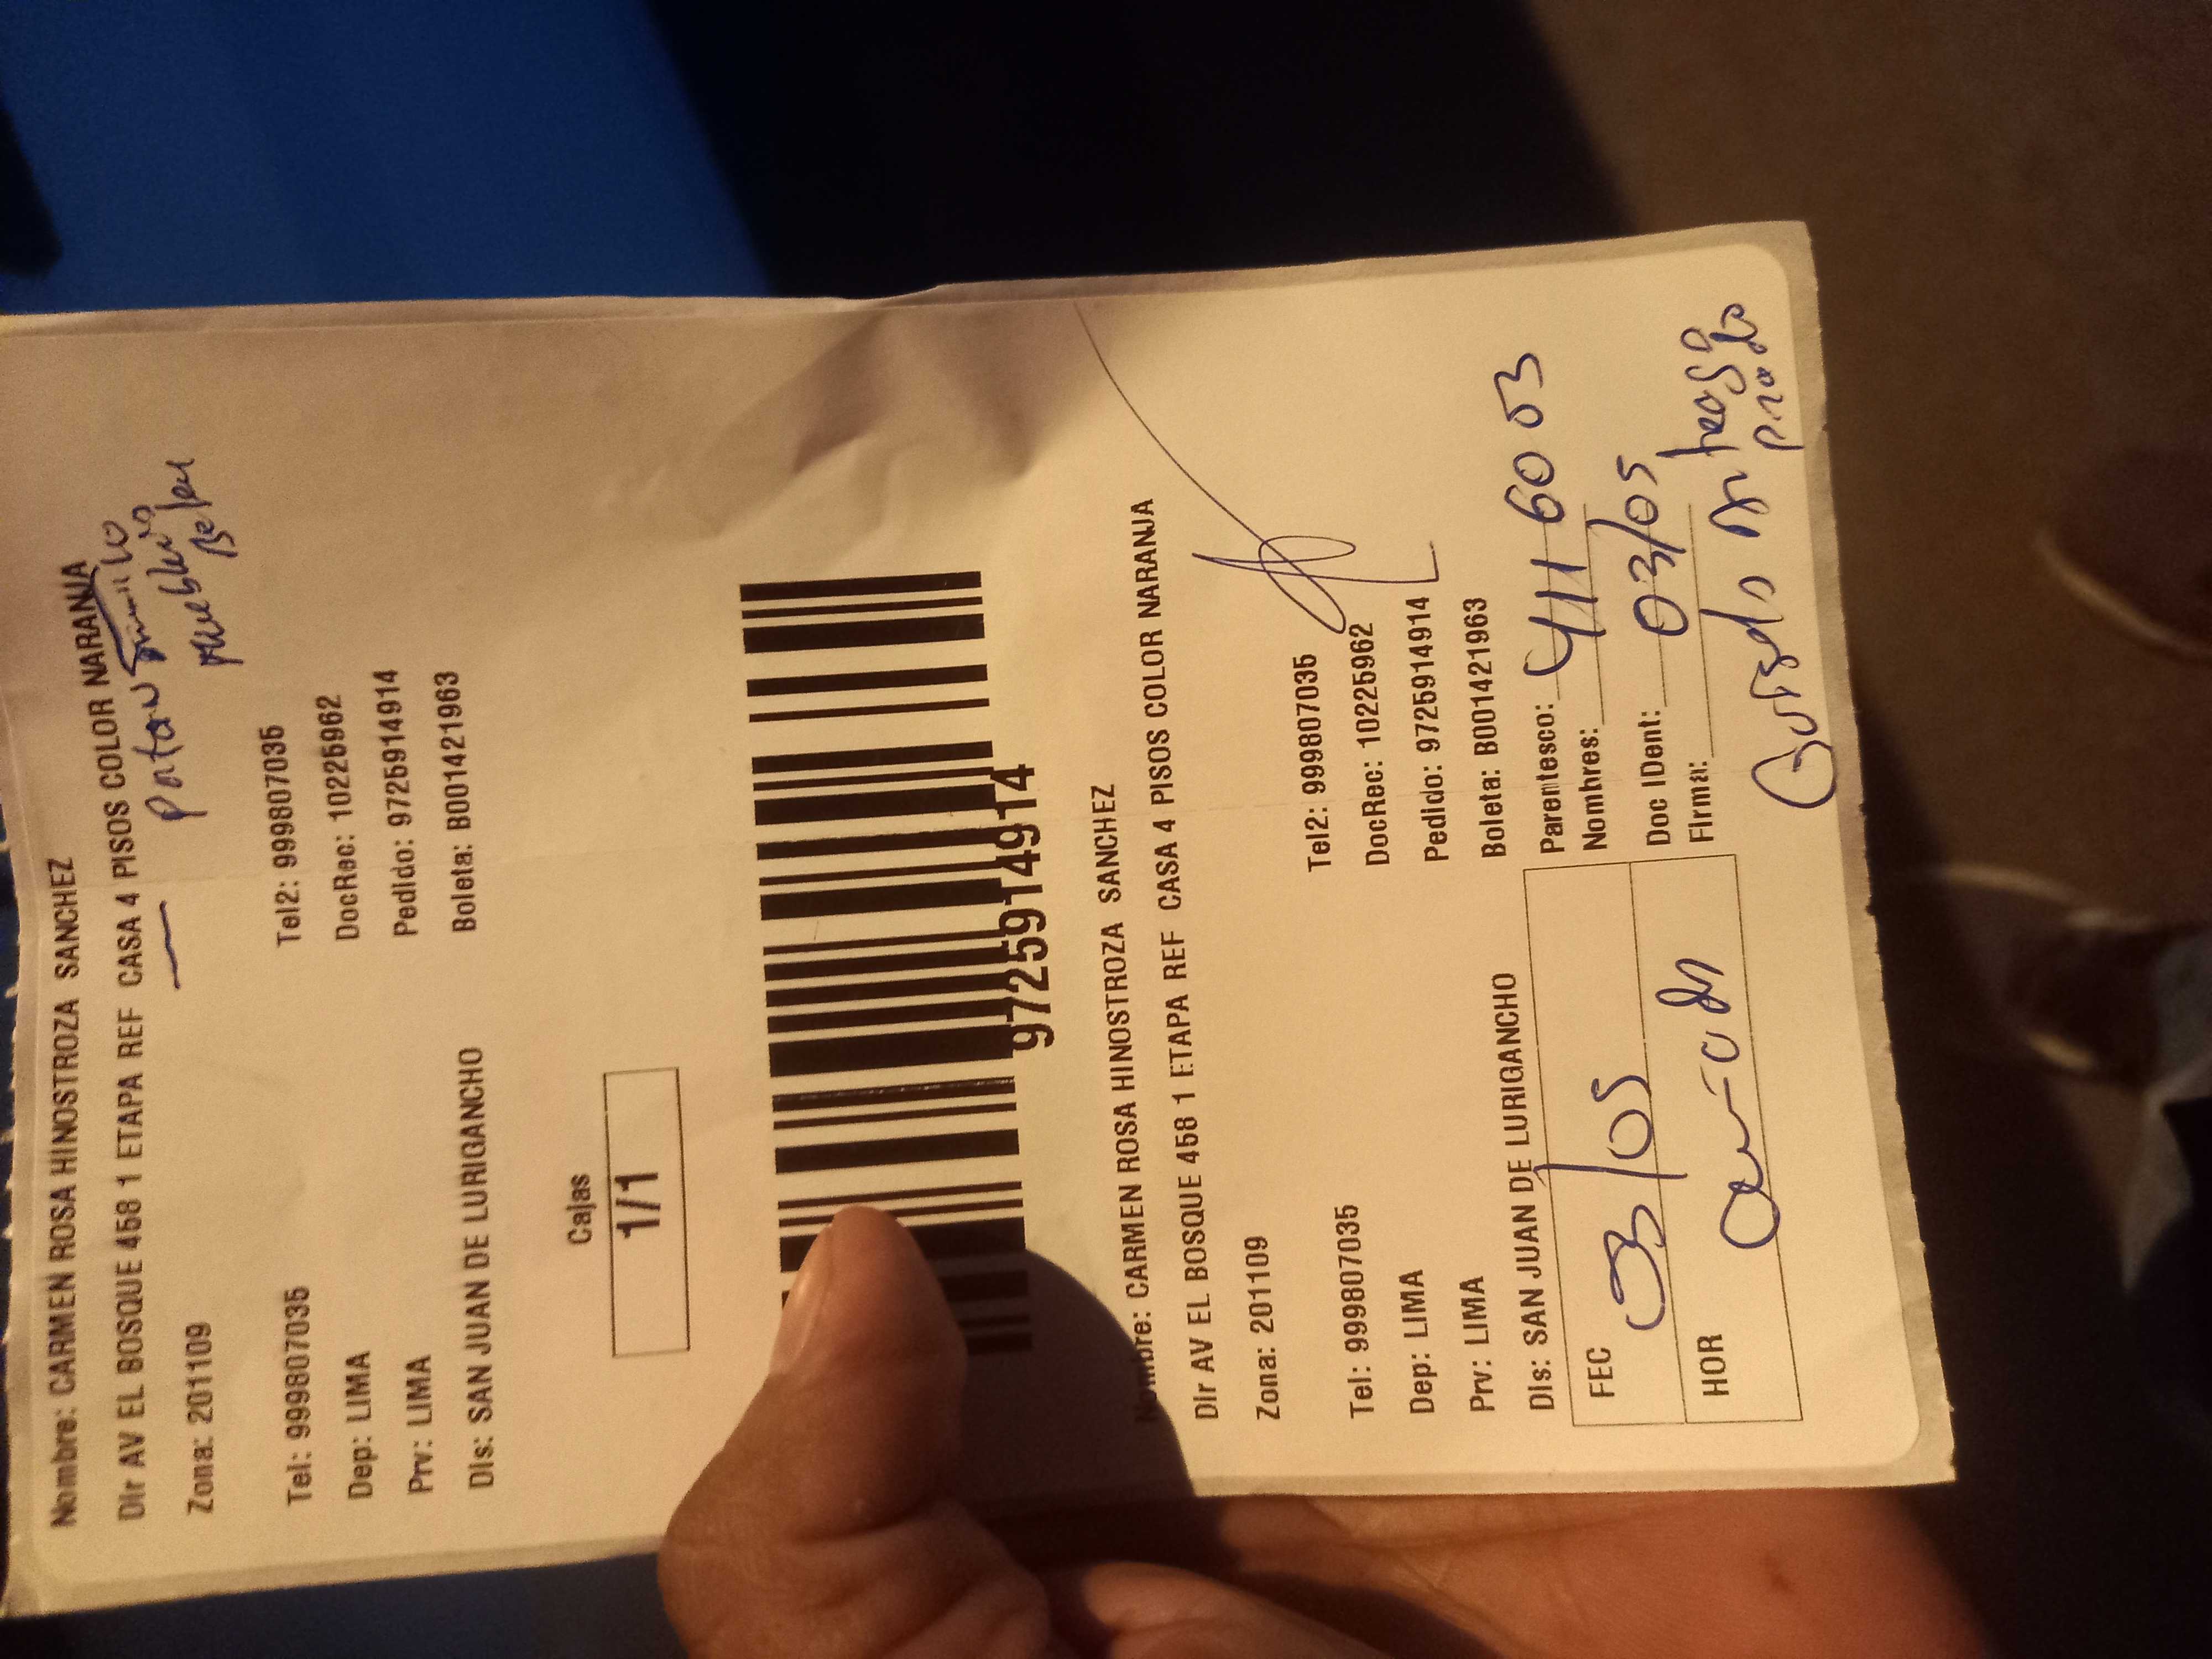 Nombre: CARMEN ROSA HINOSTROZA SANCHEZ
Dir AV EL BOSQUE 458 1 ETAPA REF CASA 4 PISOS COLOR NARANJA
Zona: 201109
Tel: 999807035 Tel2: 999807035
Dep: LIMA DocRec: 10225962
Prv: LIMA Pedido: 9725914914
Dis: SAN JUAN DE LURIGANCHO Boleta: B001421963
Cajas
1/1
9725914914
Nombre: CARMEN ROSA HINOSTROZA SANCHEZ
Dir AV EL BOSQUE 458 1 ETAPA REF CASA 4 PISOS COLOR NARANJA
Zona: 201109
Tel: 999807035 Tel2: 999807035
Dep: LIMA DocRec: 10225962
Prv: LIMA Pedido: 9725914914
Dis: SAN JUAN DE LURIGANCHO Boleta: B001421963
FEC 03/05 Parentesco: 4116003
Nombres:
HOR Doc IDent: 03/05
Firma: